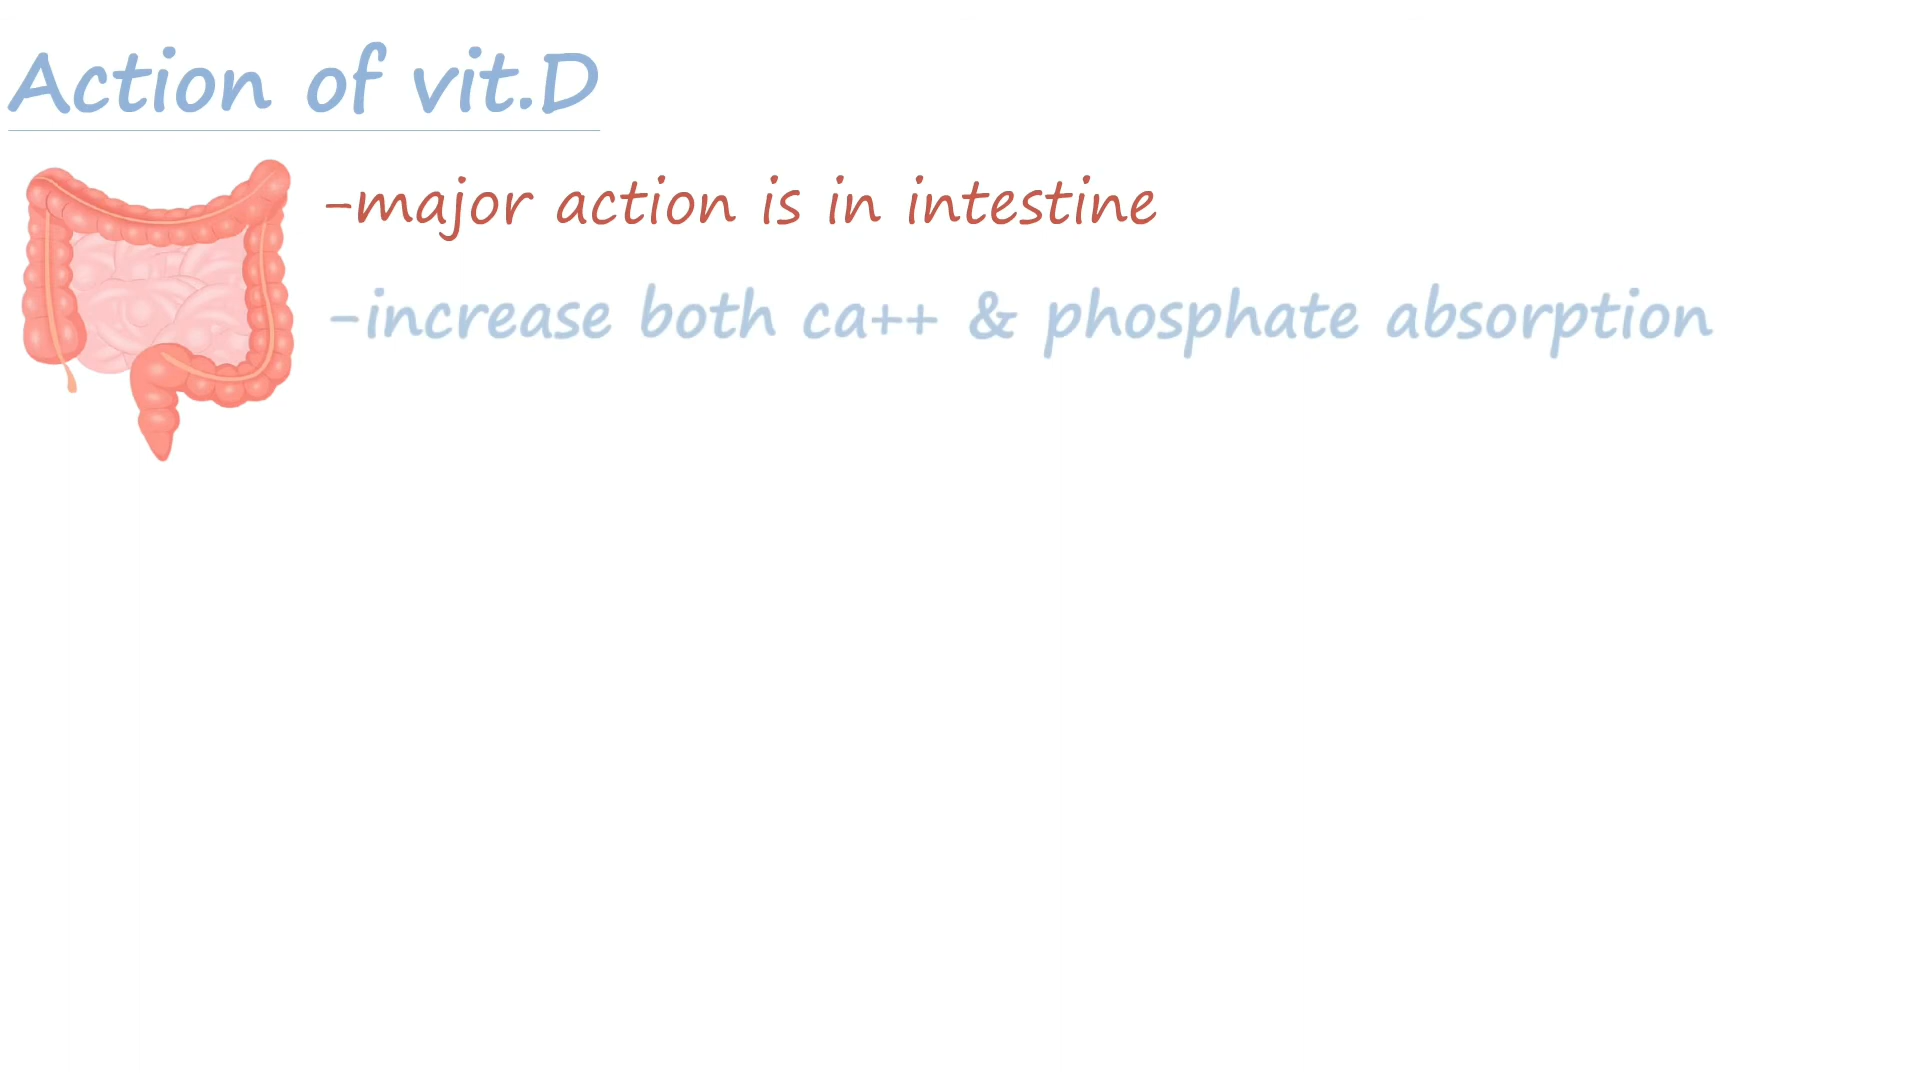 Action of vit.D
-major action is in intestine
-increase both ca++ & phosphate absorption